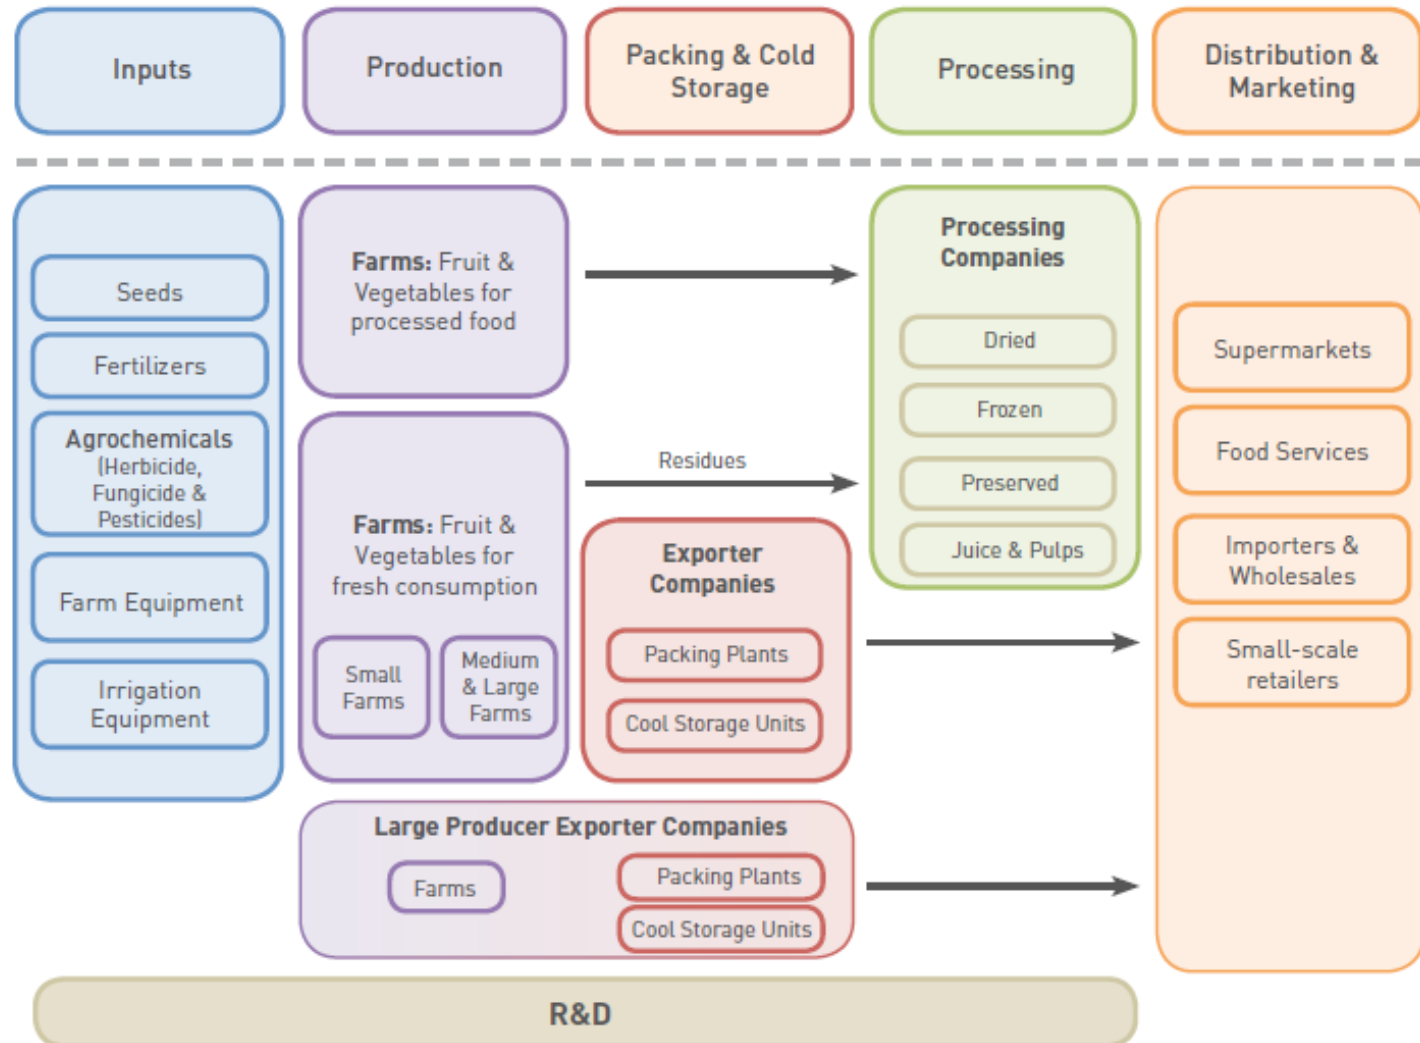 Inputs
Production
Packing & Cold
Storage
Processing
Distribution &
Marketing
Seeds
Fertilizers
Agrochemicals
(Herbicide,
Fungicide &
Pesticides)
Farm Equipment
Irrigation
Equipment
Farms: Fruit &
Vegetables for
processed food
Farms: Fruit &
Vegetables for
fresh consumption
Small
Farms
Medium
& Large
Farms
Residues
Exporter
Companies
Packing Plants
Cool Storage Units
Large Producer Exporter Companies
Farms
Packing Plants
Cool Storage Units
Processing
Companies
Dried
Frozen
Preserved
Juice & Pulps
Supermarkets
Food Services
Importers &
Wholesales
Small-scale
retailers
R&D